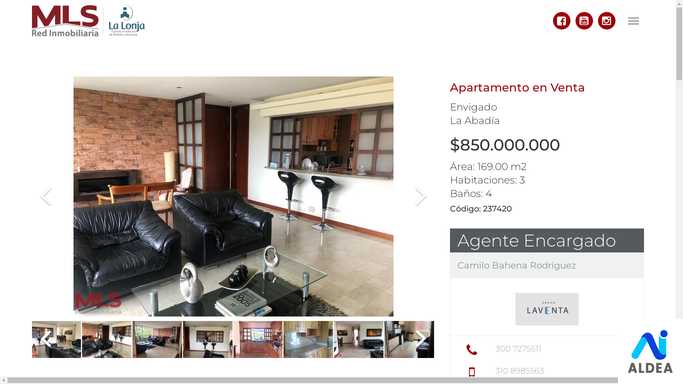 MLS
Red Inmobiliaria
La Lonja
Apartamento en Venta
Envigado
La Abadía
$850.000.000
Área: 169.00 m2
Habitaciones: 3
Baños: 4
Código: 237420
Agente Encargado
Camilo Bahena Rodriguez
LAVENTA
300 7275611
310 8985563
MLS
ALDEA